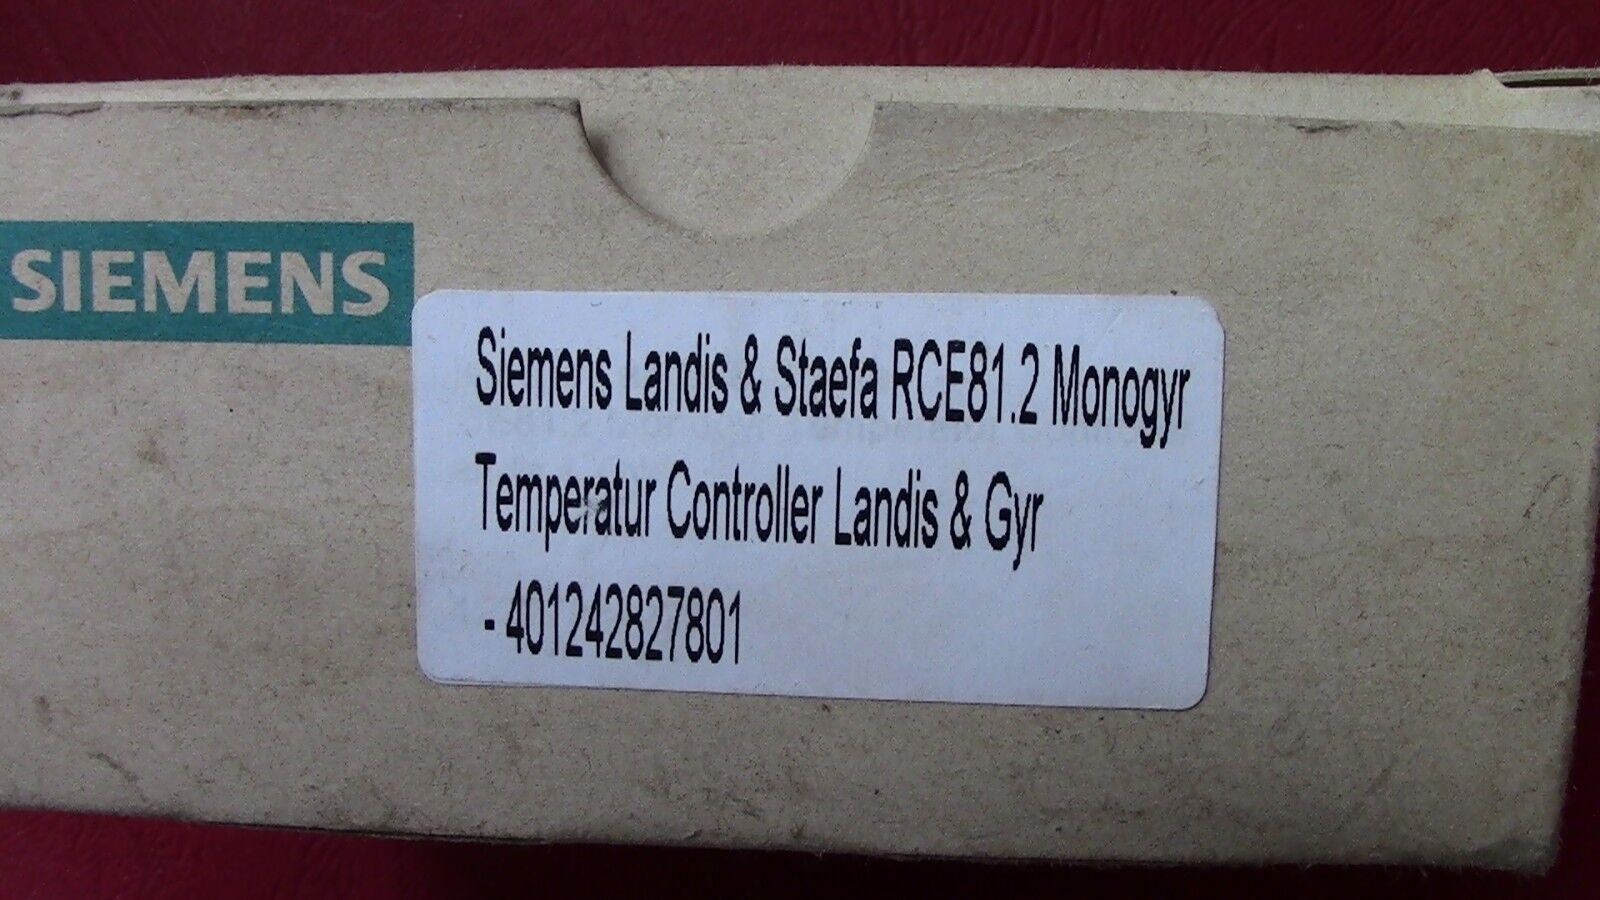 SIEMENS
Siemens Landis & Staefa RCE81.2 Monogyr
Temperatur Controller Landis & Gyr
- 401242827801